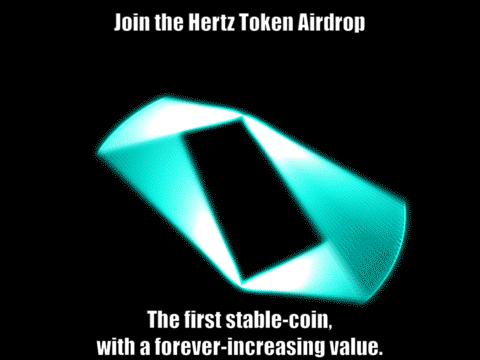 Join the Hertz Token Airdrop
The first stable-coin,
with a forever-increasing value.